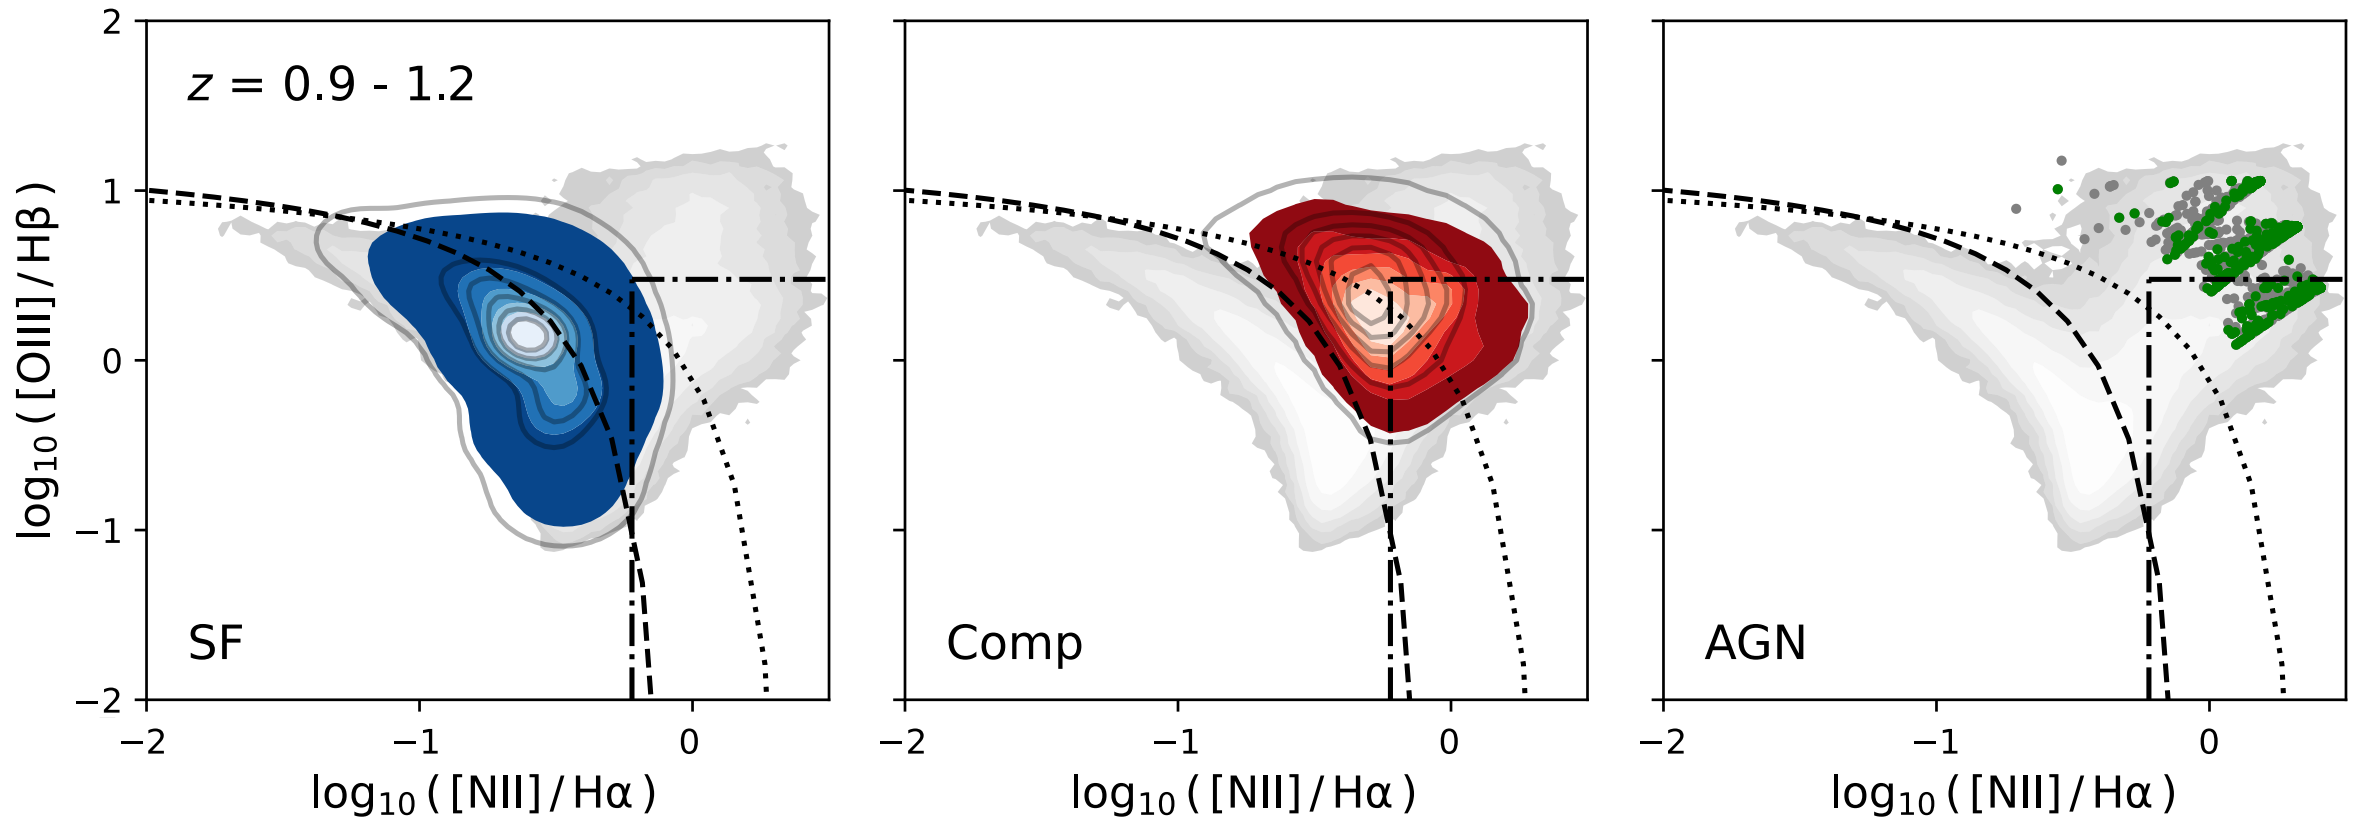 z = 0.9 - 1.2
SF
Comp
AGN
2
1
0
−1
−2
−2 −1 0
−2 −1 0
−2 −1 0
log₁₀([OIII]/Hβ)
log₁₀([NII]/Hα)
log₁₀([NII]/Hα)
log₁₀([NII]/Hα)